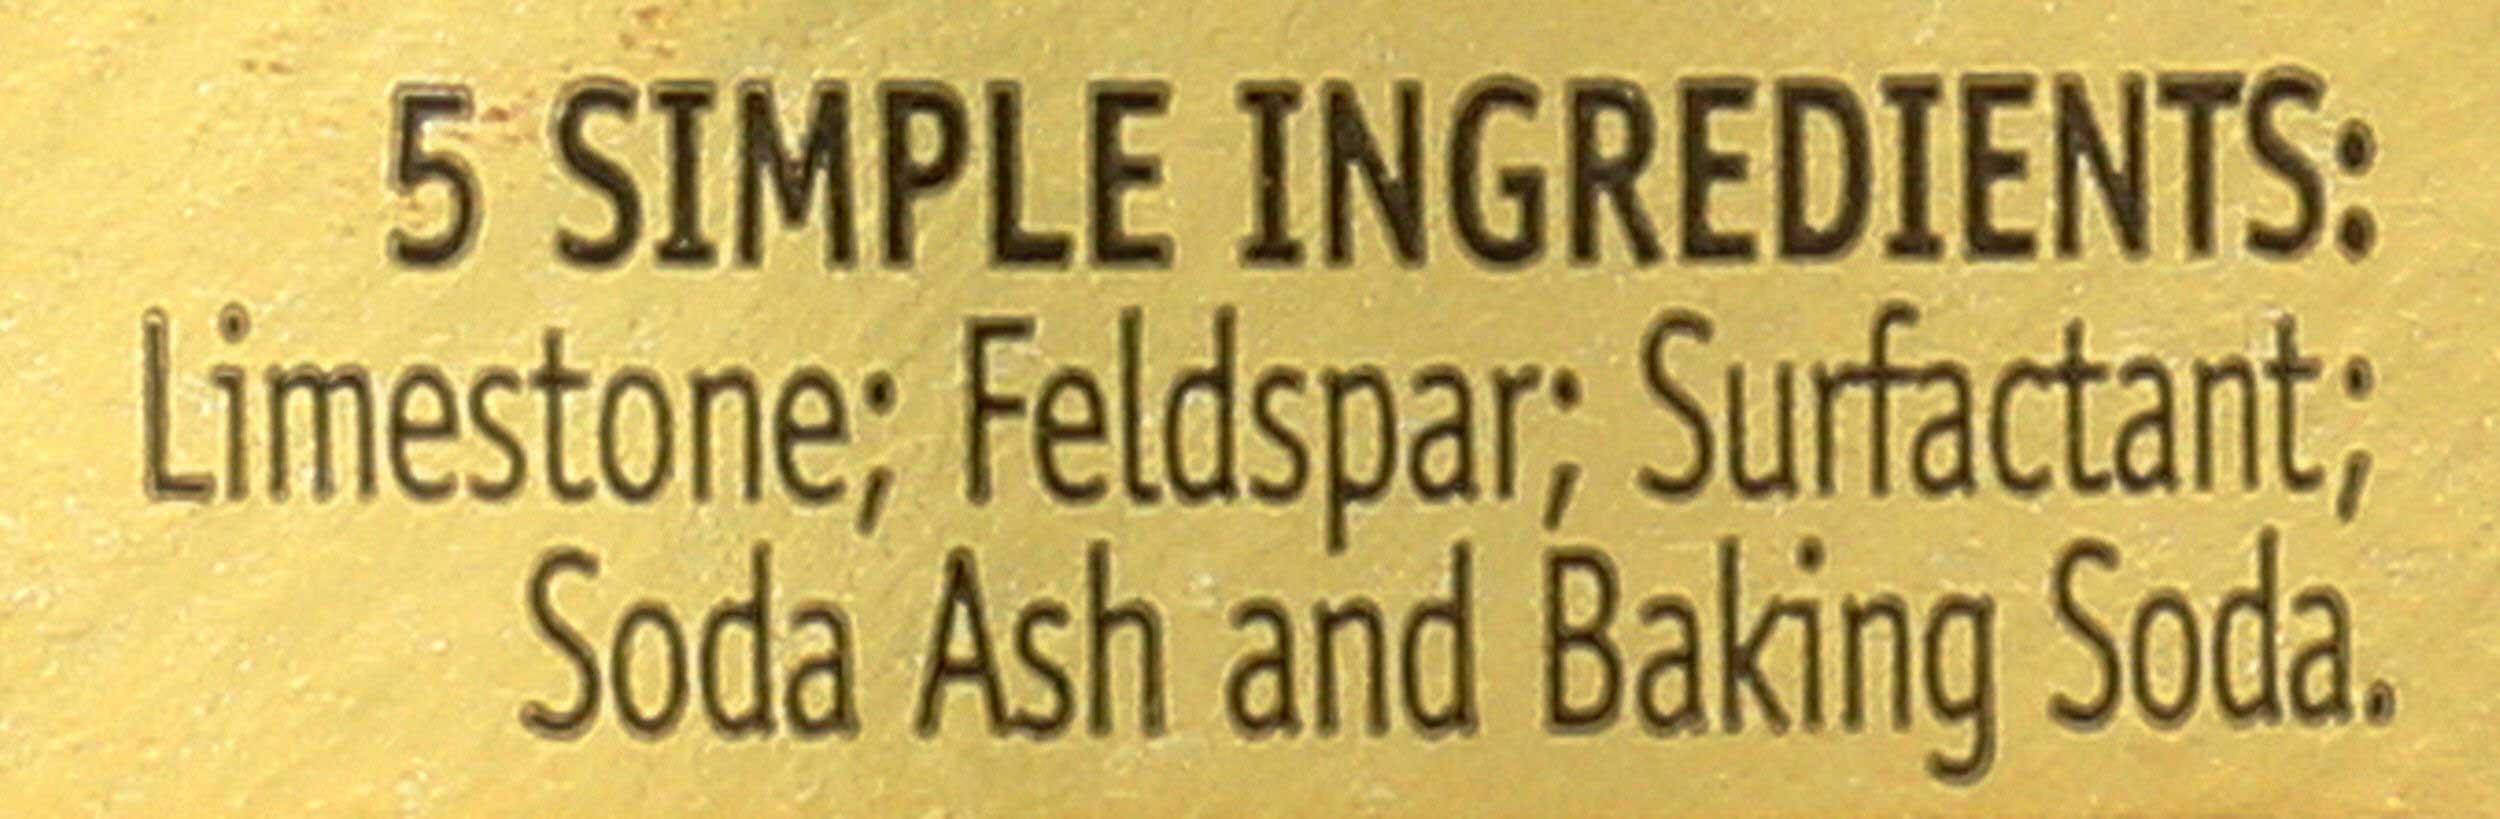 5 SIMPLE INGREDIENTS:
Limestone; Feldspar; Surfactant;
Soda Ash and Baking Soda.